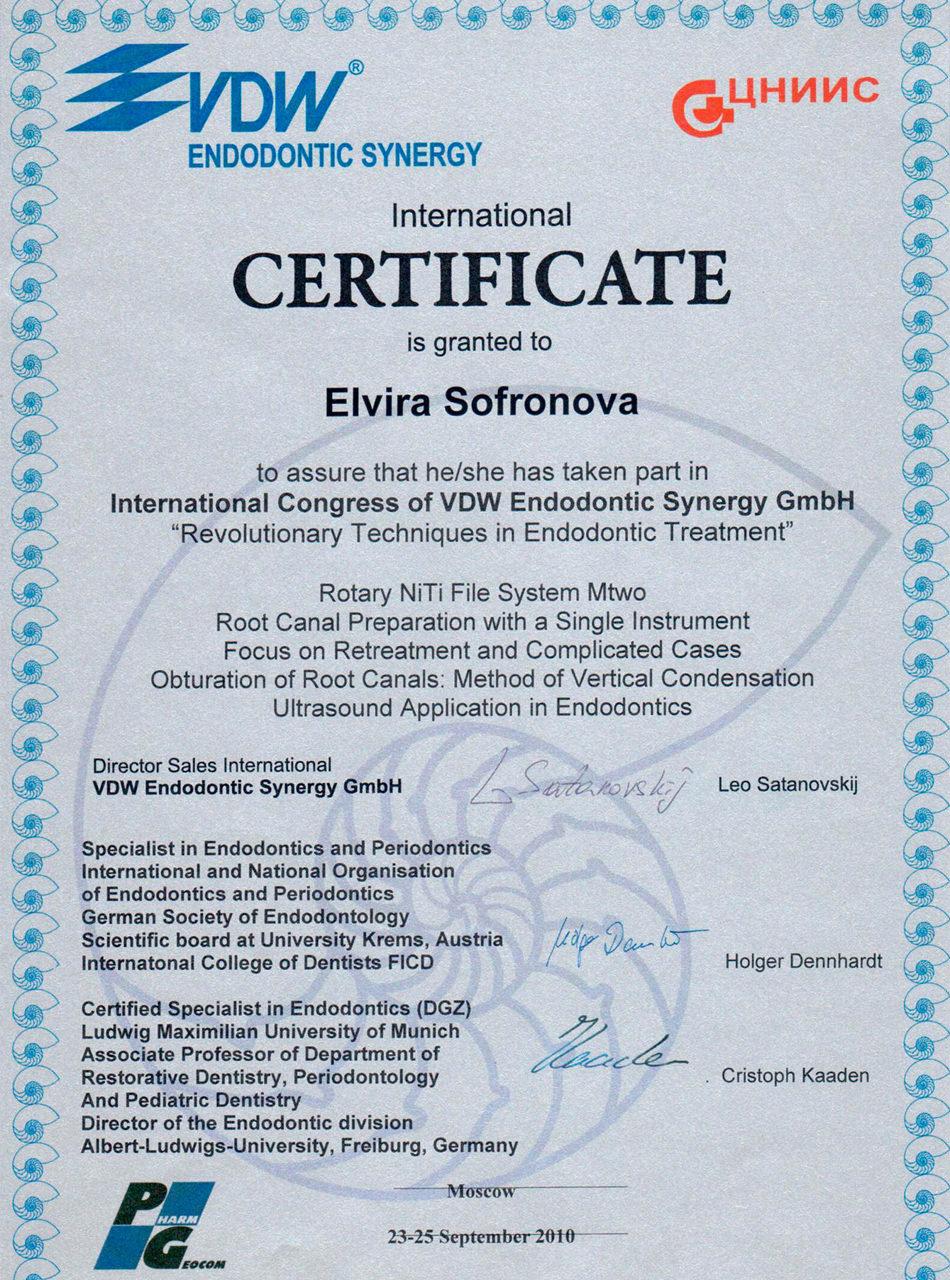 VDW®
ENDODONTIC SYNERGY
ЦНИИС
International
CERTIFICATE
is granted to
Elvira Sofronova
to assure that he/she has taken part in
International Congress of VDW Endodontic Synergy GmbH
“Revolutionary Techniques in Endodontic Treatment”
Rotary NiTi File System Mtwo
Root Canal Preparation with a Single Instrument
Focus on Retreatment and Complicated Cases
Obturation of Root Canals: Method of Vertical Condensation
Ultrasound Application in Endodontics
Director Sales International
VDW Endodontic Synergy GmbH
L Satanovskij
Leo Satanovskij
Specialist in Endodontics and Periodontics
International and National Organisation
of Endodontics and Periodontics
German Society of Endodontology
Scientific board at University Krems, Austria
Internatonal College of Dentists FICD
Holger Dennhardt
Certified Specialist in Endodontics (DGZ)
Ludwig Maximilian University of Munich
Associate Professor of Department of
Restorative Dentistry, Periodontology
And Pediatric Dentistry
Director of the Endodontic division
Albert-Ludwigs-University, Freiburg, Germany
Kaaden
Cristoph Kaaden
Moscow
23-25 September 2010
PHARM
GEOCOM